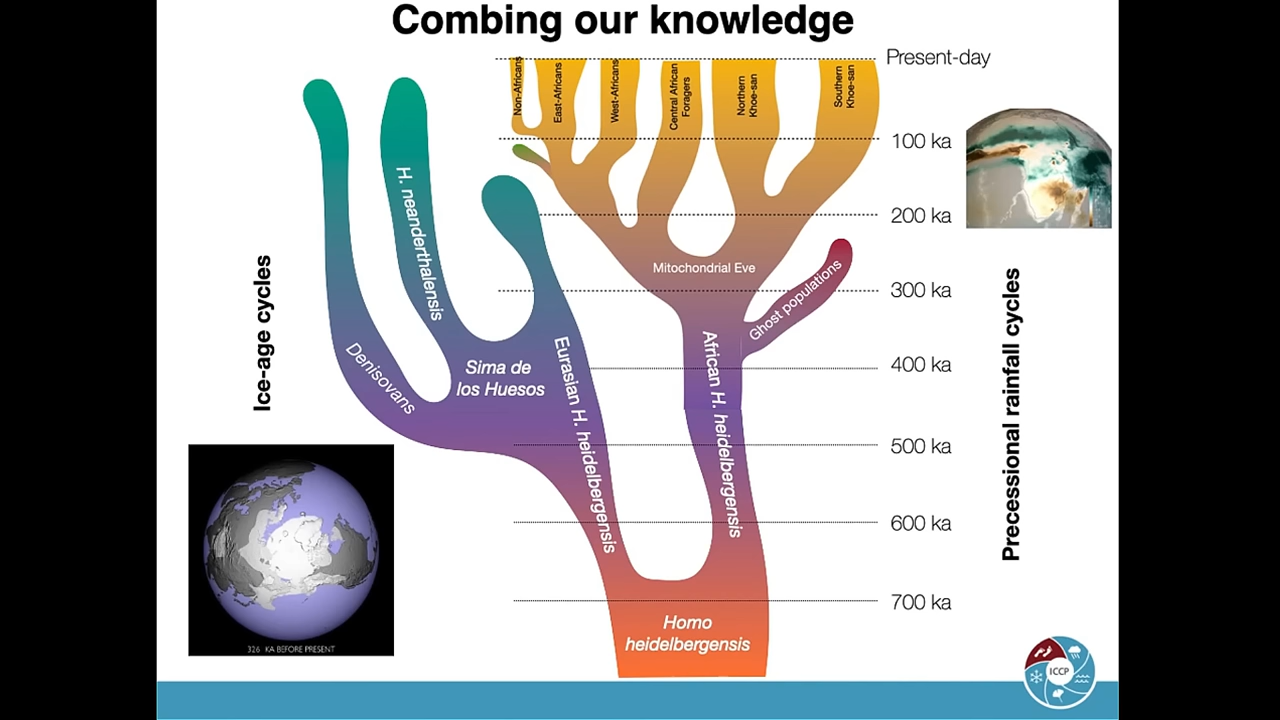 Combing our knowledge
Present-day
Non-Africans
East-Africans
West-Africans
Central African
Foragers
Northern
Khoe-san
Southern
Khoe-san
100 ka
200 ka
300 ka
400 ka
500 ka
600 ka
700 ka
H. neanderthalensis
Mitochondrial Eve
Ghost populations
Denisovans
Sima de
los Huesos
Eurasian H. heidelbergensis
African H. heidelbergensis
Homo
heidelbergensis
Ice-age cycles
Precessional rainfall cycles
326 KA BEFORE PRESENT
ICCP